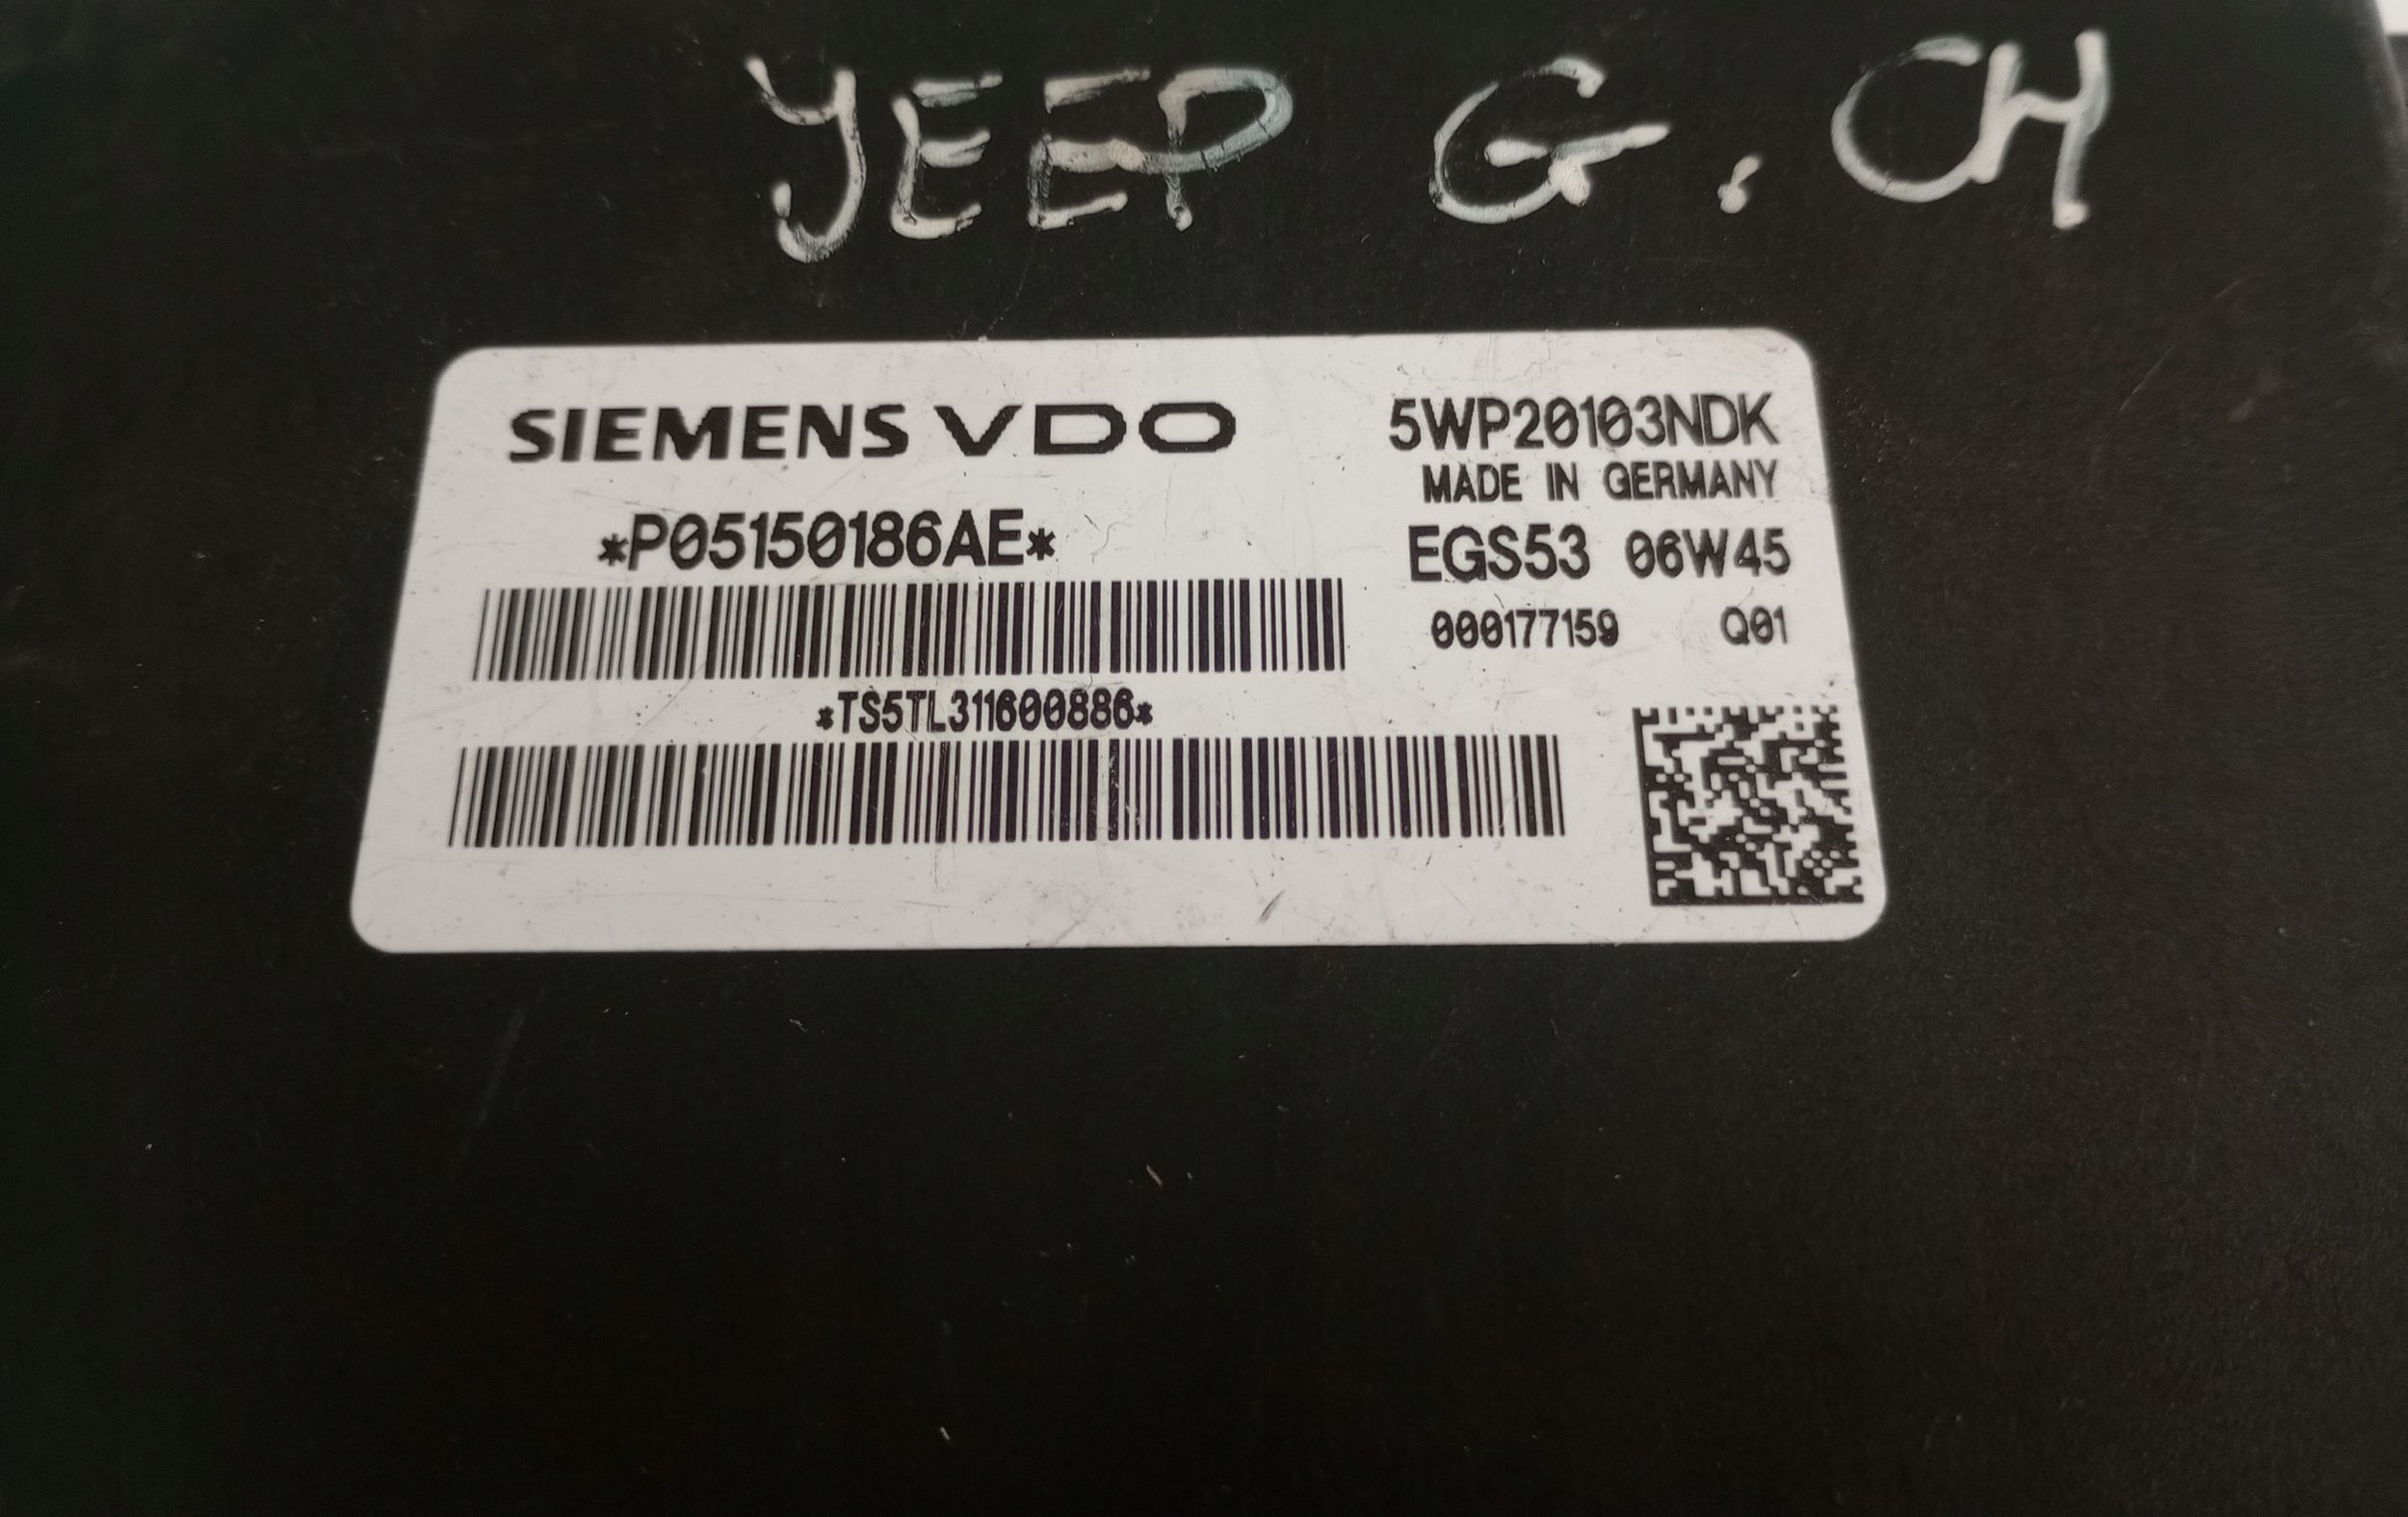 YEEP G. CH
SIEMENS VDO
5WP20103NDK
MADE IN GERMANY
*P05150186AE*
EGS53 06W45
000177159 Q01
*TS5TL311600886*